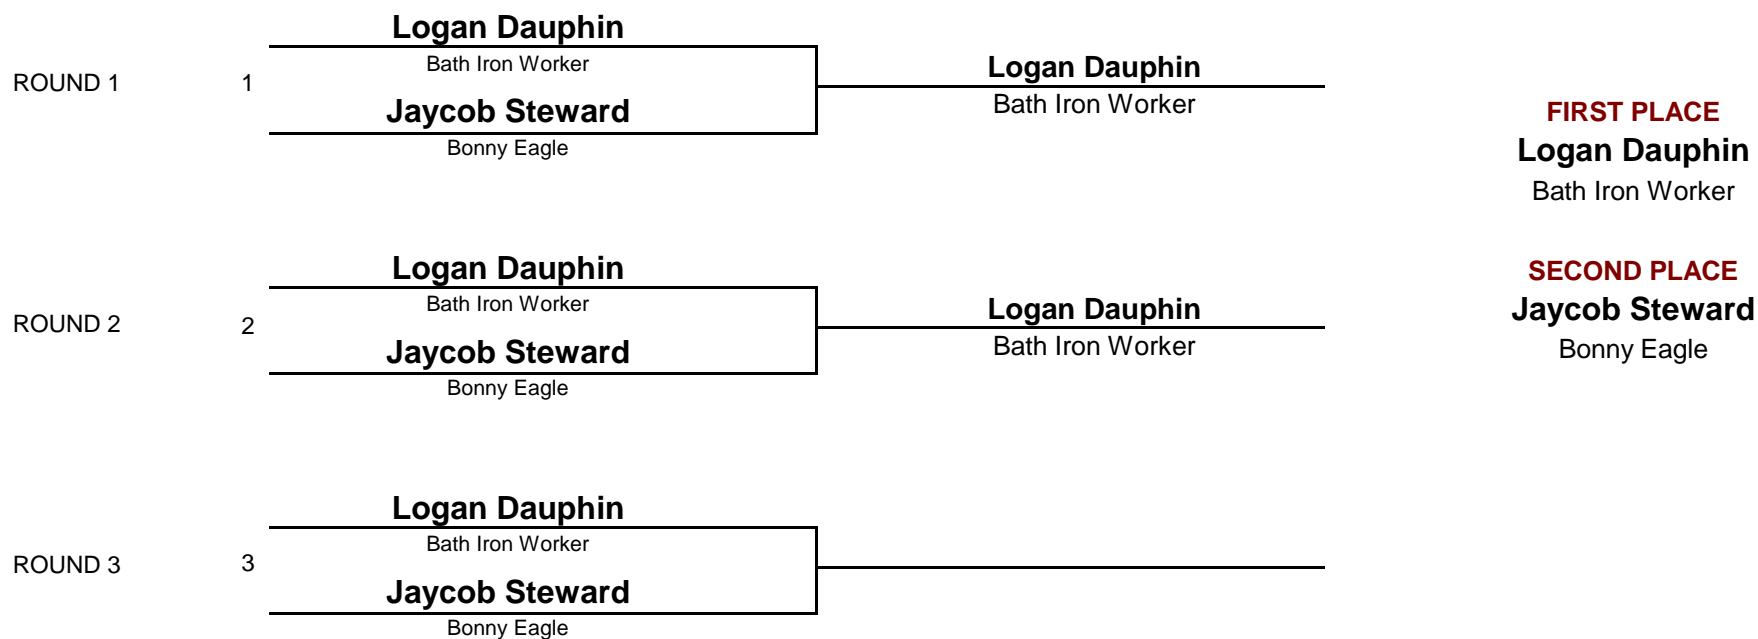 Logan Dauphin
Bath Iron Worker
ROUND 1
1
Jaycob Steward
Bonny Eagle
Logan Dauphin
Bath Iron Worker
FIRST PLACE
Logan Dauphin
Bath Iron Worker
Logan Dauphin
Bath Iron Worker
ROUND 2
2
Jaycob Steward
Bonny Eagle
Logan Dauphin
Bath Iron Worker
SECOND PLACE
Jaycob Steward
Bonny Eagle
Logan Dauphin
Bath Iron Worker
ROUND 3
3
Jaycob Steward
Bonny Eagle